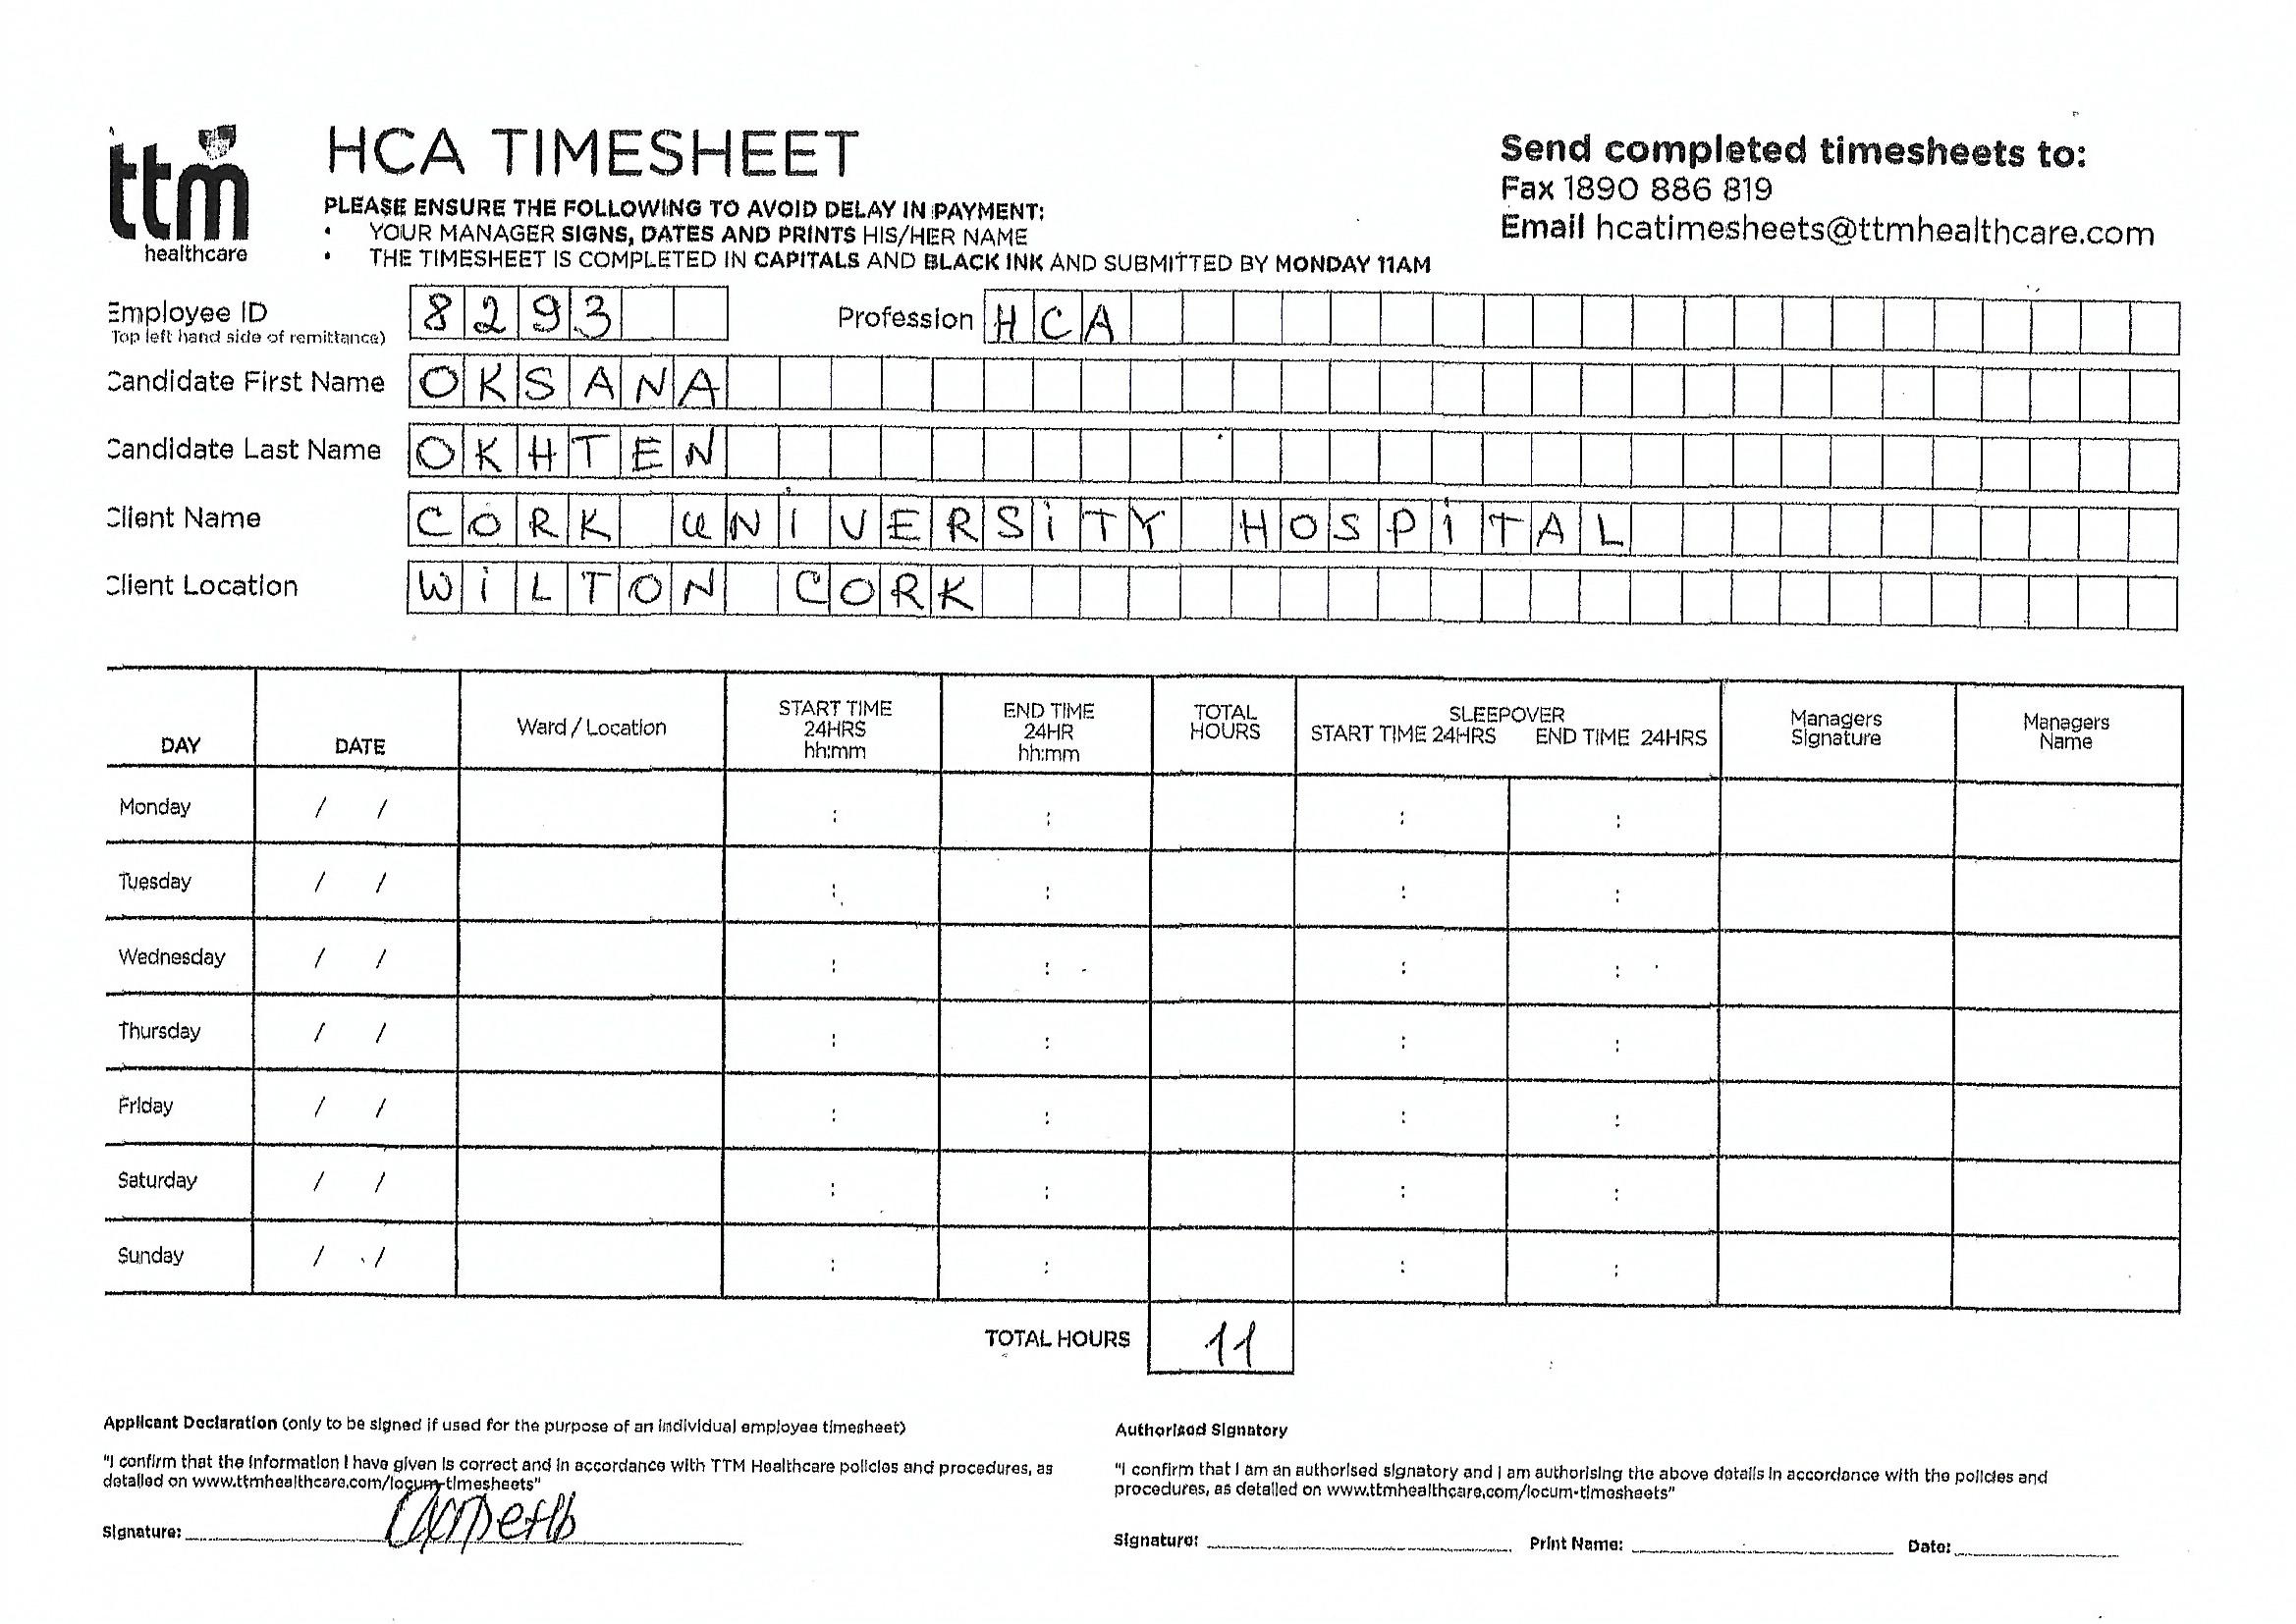 ttm healthcare
HCA TIMESHEET
PLEASE ENSURE THE FOLLOWING TO AVOID DELAY IN PAYMENT:
• YOUR MANAGER SIGNS, DATES AND PRINTS HIS/HER NAME
• THE TIMESHEET IS COMPLETED IN CAPITALS AND BLACK INK AND SUBMITTED BY MONDAY 11AM
Send completed timesheets to:
Fax 1890 886 819
Email hcatimesheets@ttmhealthcare.com
Employee ID 8293 Profession HCA
Top left hand side of remittance)
Candidate First Name OKSANA
Candidate Last Name OKHTEN
Client Name CORK UNIVERSITY HOSPITAL
Client Location WILTON CORK
DAY DATE Ward / Location START TIME 24HRS hh:mm END TIME 24HR hh:mm TOTAL HOURS SLEEPOVER START TIME 24HRS END TIME 24HRS Managers Signature Managers Name
Monday / / : : : :
Tuesday / / : : : :
Wednesday / / : : : :
Thursday / / : : : :
Friday / / : : : :
Saturday / / : : : :
Sunday / / : : : :
TOTAL HOURS 11
Applicant Declaration (only to be signed if used for the purpose of an individual employee timesheet)
"I confirm that the information I have given is correct and in accordance with TTM Healthcare policies and procedures, as
detailed on www.ttmhealthcare.com/locum-timesheets"
Signature:
Authorised Signatory
"I confirm that I am an authorised signatory and I am authorising the above details in accordance with the policies and
procedures, as detailed on www.ttmhealthcare.com/locum-timesheets"
Signature: Print Name: Date: